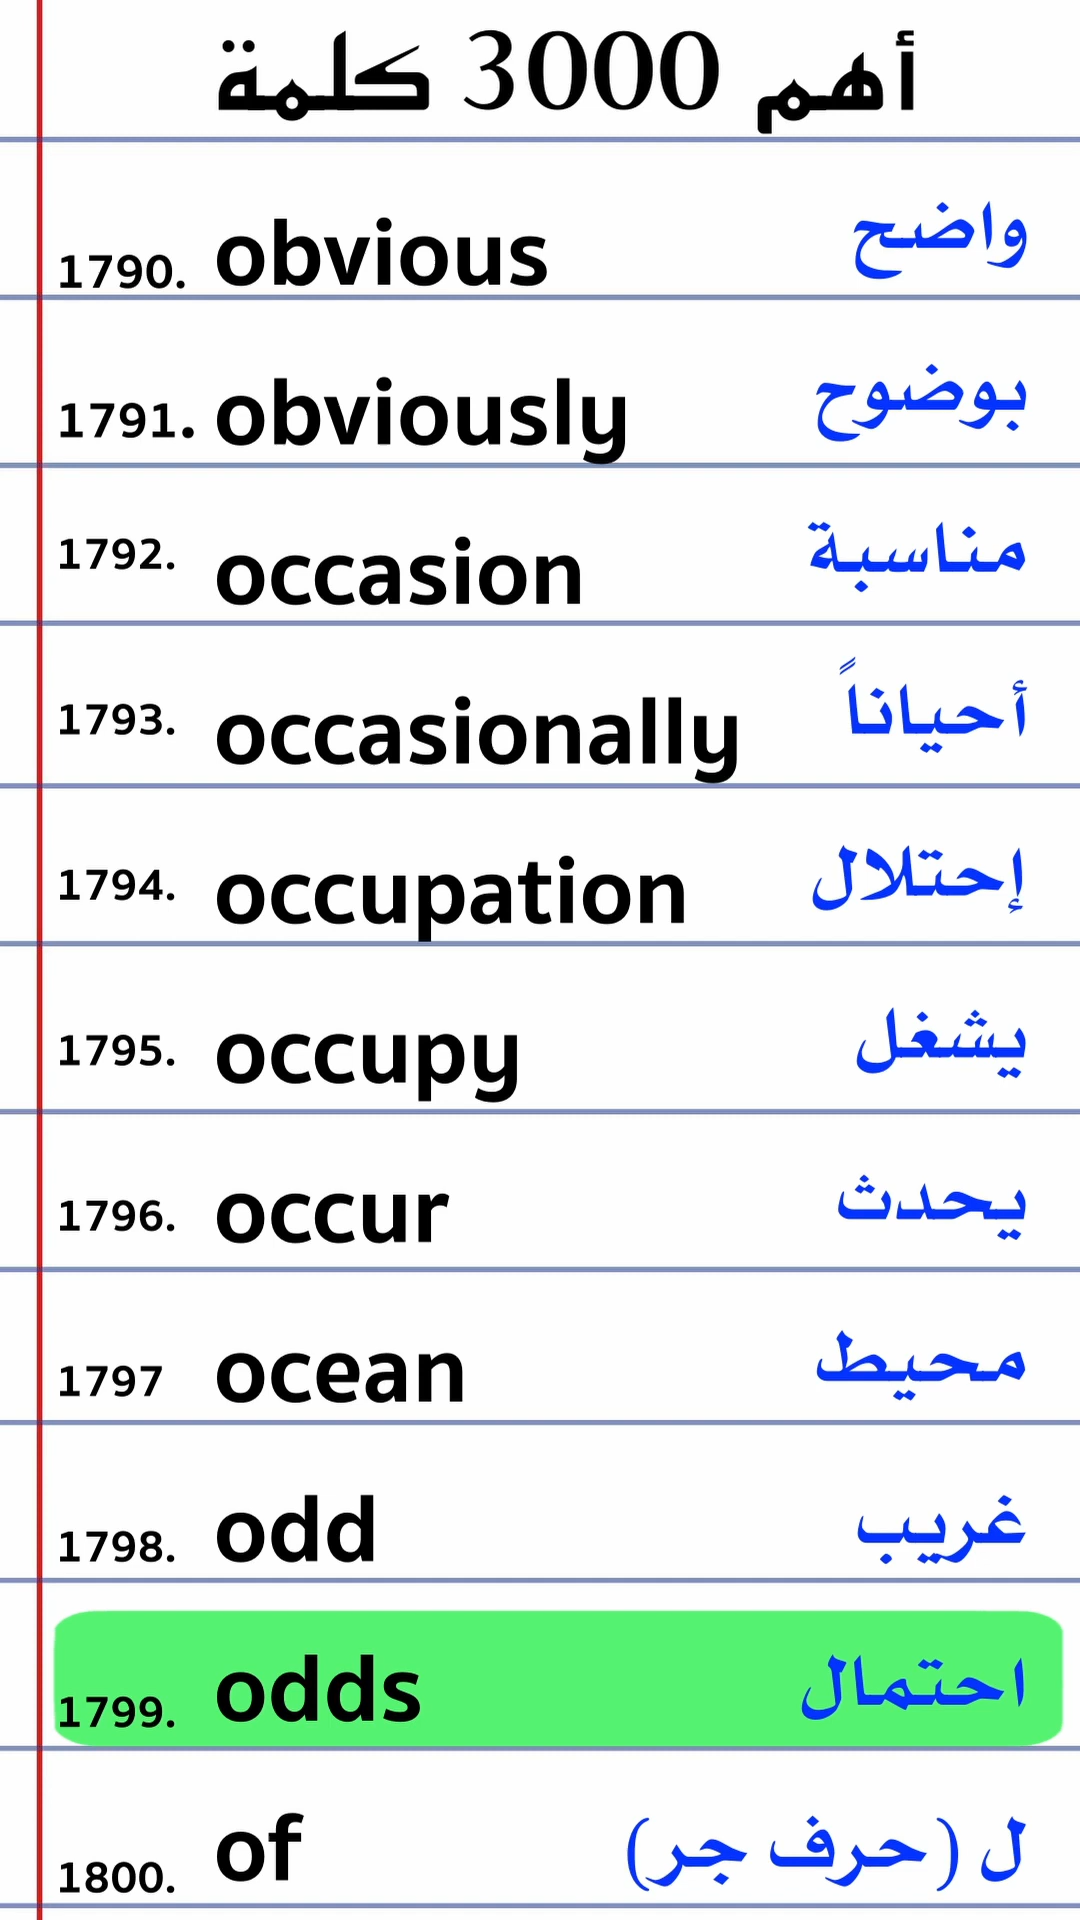 أهم 3000 كلمة
1790. obvious واضح
1791. obviously بوضوح
1792. occasion مناسبة
1793. occasionally أحياناً
1794. occupation إحتلال
1795. occupy يشغل
1796. occur يحدث
1797 ocean محيط
1798. odd غريب
1799. odds احتمال
1800. of ل (حرف جر)